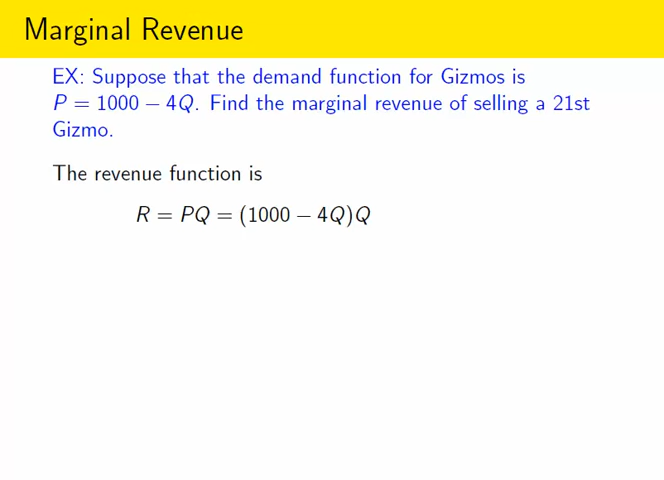 Marginal Revenue
EX: Suppose that the demand function for Gizmos is
P = 1000 − 4Q. Find the marginal revenue of selling a 21st
Gizmo.
The revenue function is
R = PQ = (1000 − 4Q)Q